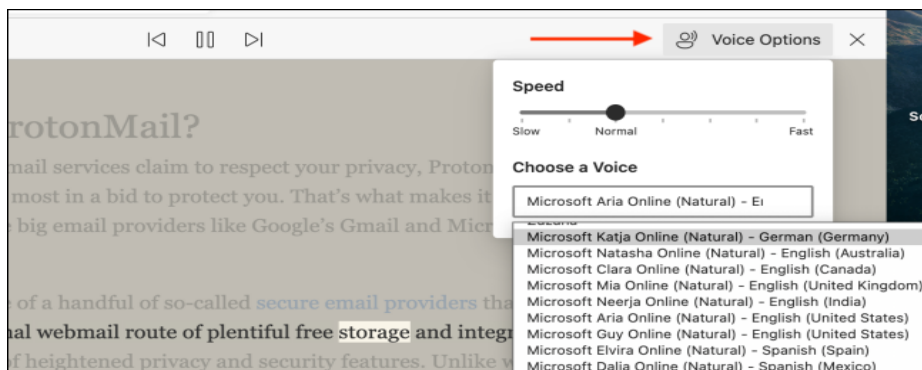 Voice Options
Speed
Slow Normal Fast
Choose a Voice
Microsoft Aria Online (Natural) -
Microsoft Katja Online (Natural) - German (Germany)
Microsoft Natasha Online (Natural) - English (Australia)
Microsoft Clara Online (Natural) - English (Canada)
Microsoft Mia Online (Natural) - English (United Kingdom)
Microsoft Neerja Online (Natural) - English (India)
Microsoft Aria Online (Natural) - English (United States)
Microsoft Guy Online (Natural) - English (United States)
Microsoft Elvira Online (Natural) - Spanish (Spain)
Microsoft Dalia Online (Natural) - Spanish (Mexico)
rotonMail?
mail services claim to respect your privacy, Proton
most in a bid to protect you. That's what makes it
big email providers like Google's Gmail and Micr
of a handful of so-called secure email providers tha
nal webmail route of plentiful free storage and integr
of heightened privacy and security features. Unlike